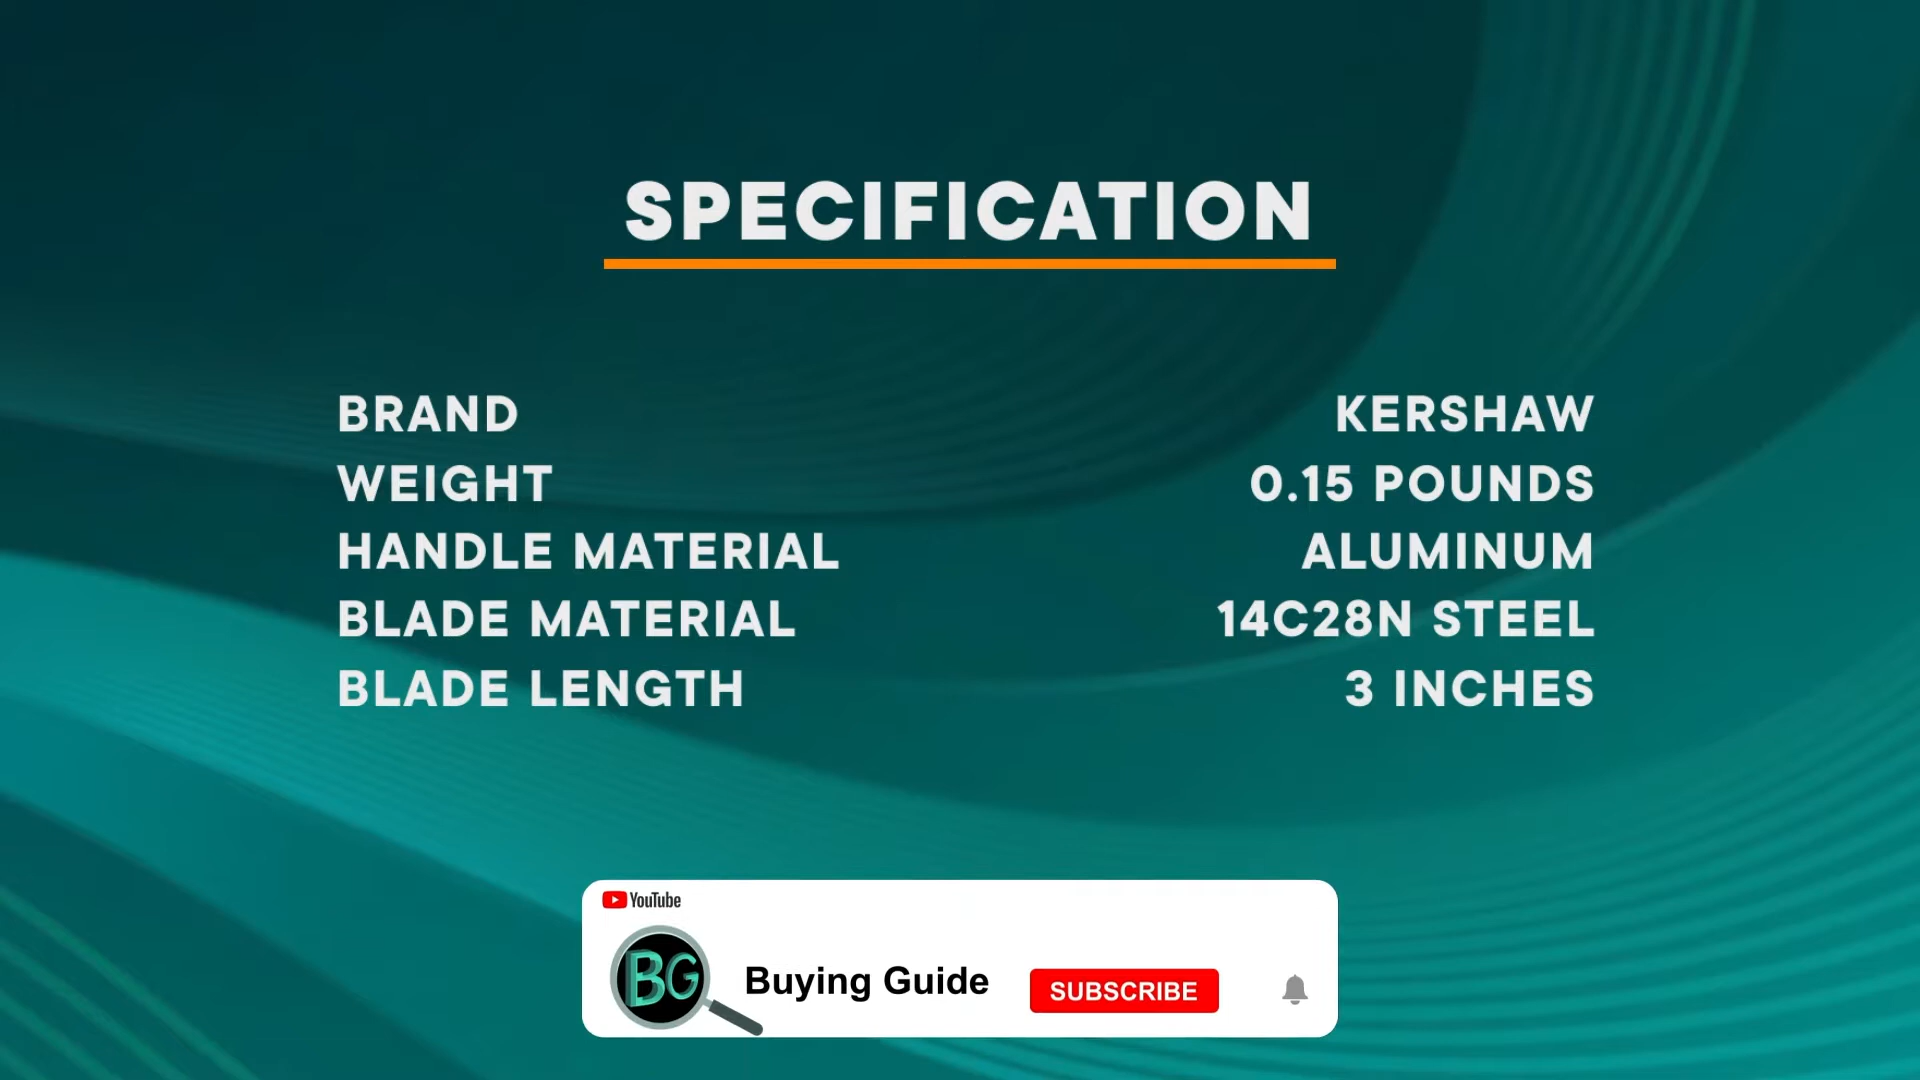 SPECIFICATION
BRAND KERSHAW
WEIGHT 0.15 POUNDS
HANDLE MATERIAL ALUMINUM
BLADE MATERIAL 14C28N STEEL
BLADE LENGTH 3 INCHES
YouTube
BG
Buying Guide SUBSCRIBE